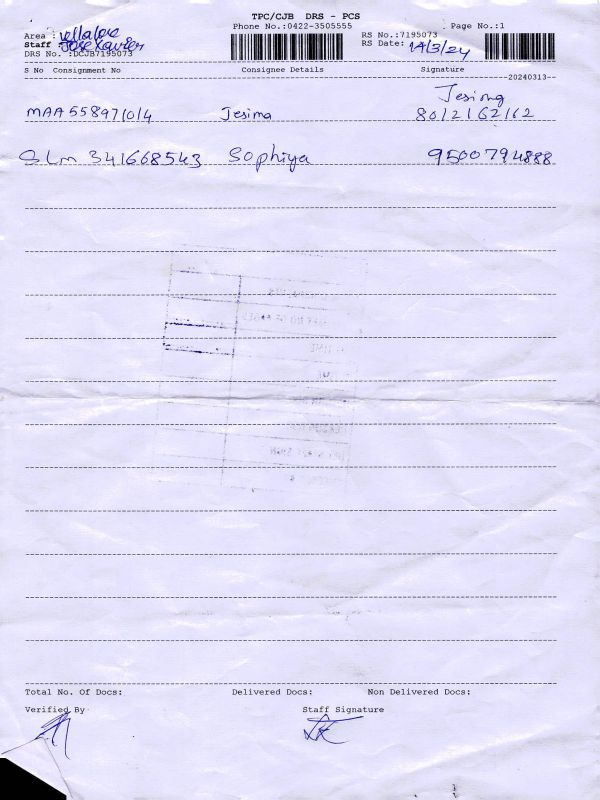 TPC/CJB DRS - PCS
Phone No.:0422-3505555 Page No.:1
Area : Vellalore RS No.:7195073
Staff : Jose Xavier RS Date: 14/3/24
DRS No. :DCJB7195073
S No Consignment No Consignee Details Signature
20240313
MAA558971014 Jesima 8012162162
SLM 341668543 Sophiya 9500794888
Total No. Of Docs: Delivered Docs: Non Delivered Docs:
Verified By Staff Signature